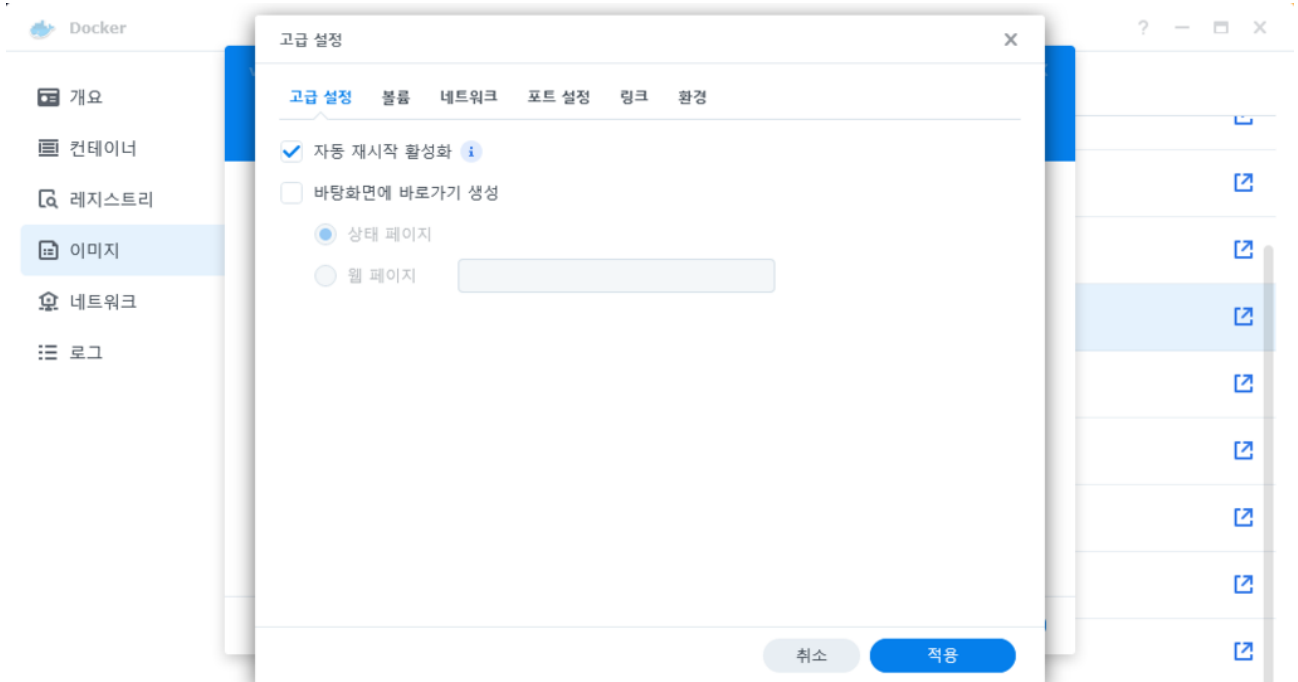 Docker
고급 설정
개요
컨테이너
레지스트리
이미지
네트워크
로그
고급 설정 볼륨 네트워크 포트 설정 링크 환경
자동 재시작 활성화
바탕화면에 바로가기 생성
상태 페이지
웹 페이지
취소 적용